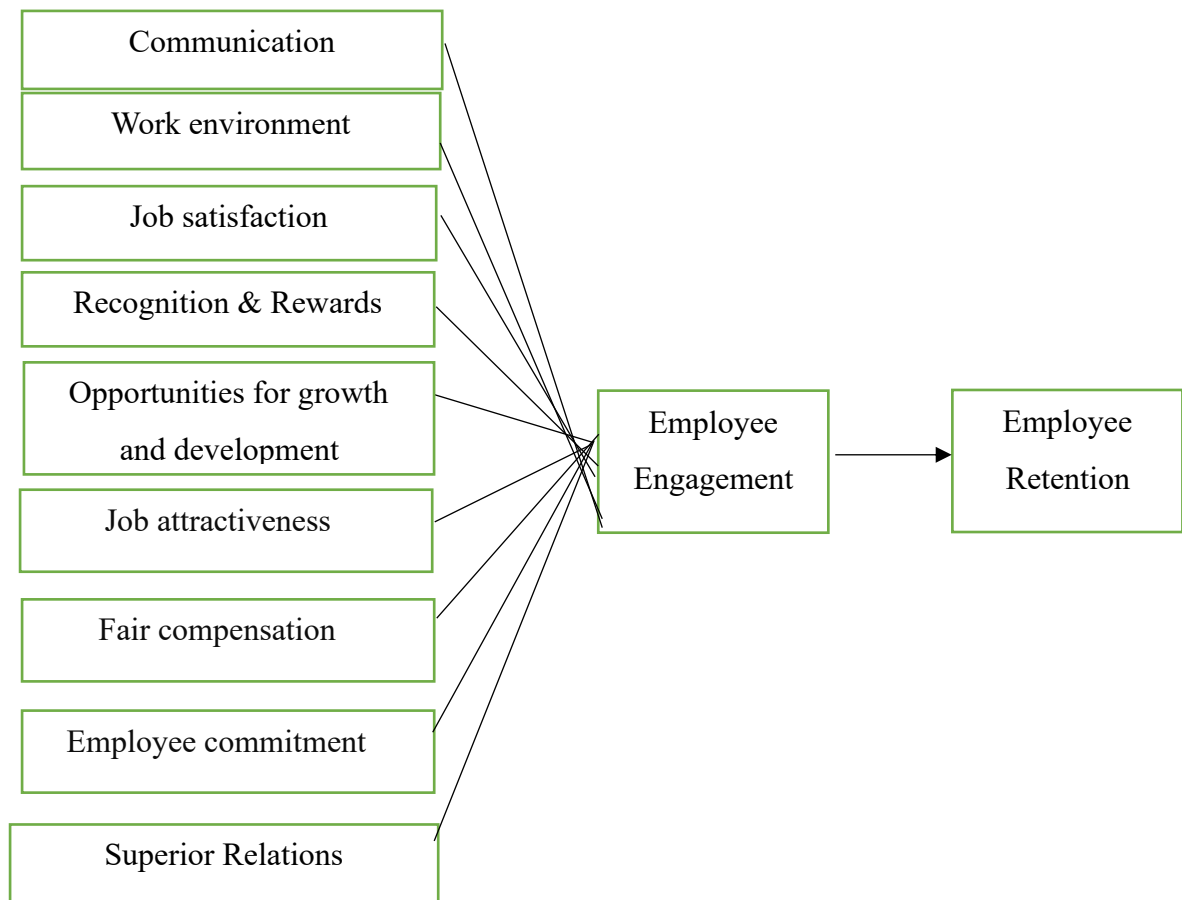 Communication
Work environment
Job satisfaction
Recognition & Rewards
Opportunities for growth
and development
Job attractiveness
Fair compensation
Employee commitment
Superior Relations
Employee
Engagement
Employee
Retention